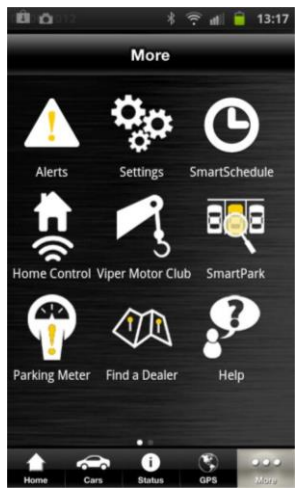 13:17
More
Alerts Settings SmartSchedule
Home Control Viper Motor Club SmartPark
Parking Meter Find a Dealer Help
Home Cars Status GPS More